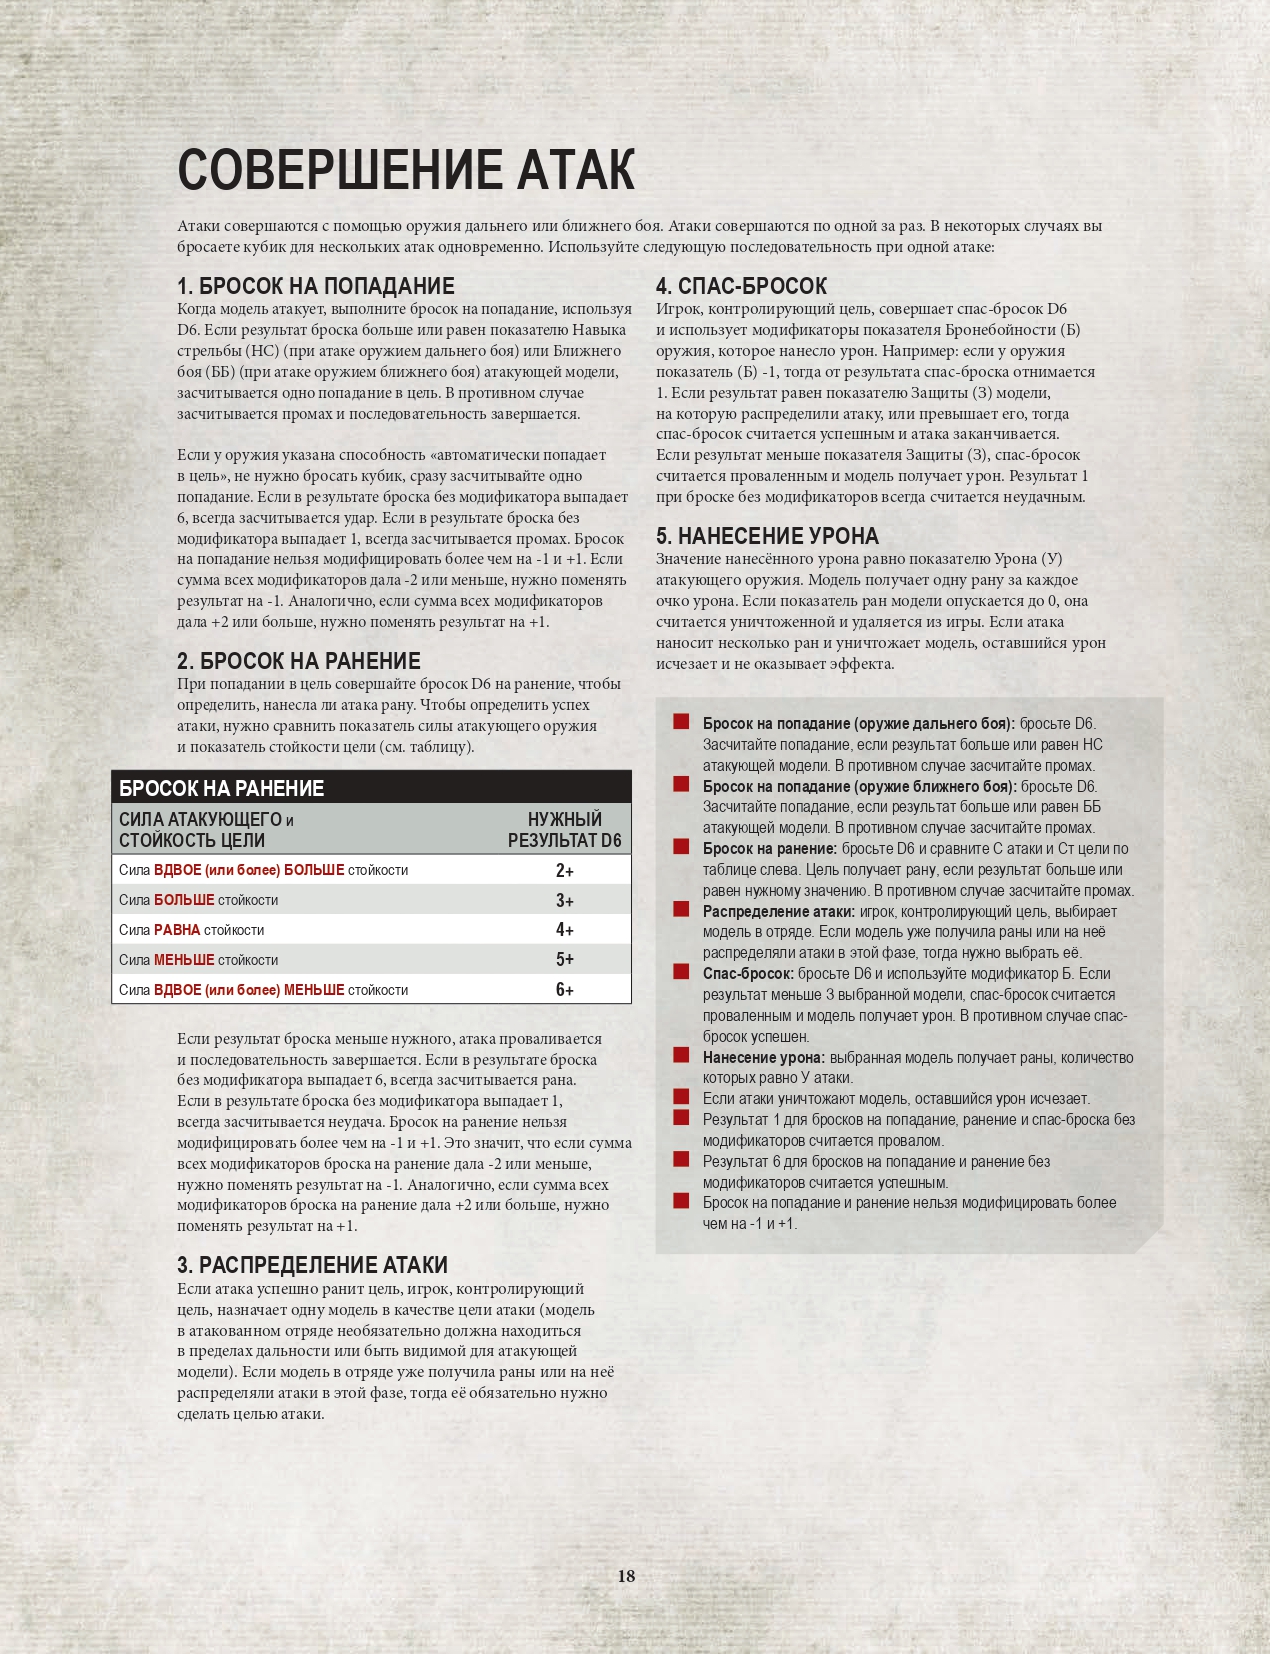 СОВЕРШЕНИЕ АТАК
Атаки совершаются с помощью оружия дальнего или ближнего боя. Атаки совершаются по одной за раз. В некоторых случаях вы
бросаете кубик для нескольких атак одновременно. Используйте следующую последовательность при одной атаке:
1. БРОСОК НА ПОПАДАНИЕ
Когда модель атакует, выполните бросок на попадание, используя
D6. Если результат броска больше или равен показателю Навыка
стрельбы (НС) (при атаке оружием дальнего боя) или Ближнего
боя (ББ) (при атаке оружием ближнего боя) атакующей модели,
засчитывается одно попадание в цель. В противном случае
засчитывается промах и последовательность завершается.
Если у оружия указана способность «автоматически попадает
в цель», не нужно бросать кубик, сразу засчитывайте одно
попадание. Если в результате броска без модификатора выпадает
6, всегда засчитывается удар. Если в результате броска без
модификатора выпадает 1, всегда засчитывается промах. Бросок
на попадание нельзя модифицировать более чем на -1 и +1. Если
сумма всех модификаторов дала -2 или меньше, нужно поменять
результат на -1. Аналогично, если сумма всех модификаторов
дала +2 или больше, нужно поменять результат на +1.
2. БРОСОК НА РАНЕНИЕ
При попадании в цель совершайте бросок D6 на ранение, чтобы
определить, нанесла ли атака рану. Чтобы определить успех
атаки, нужно сравнить показатель силы атакующего оружия
и показатель стойкости цели (см. таблицу).
БРОСОК НА РАНЕНИЕ
СИЛА АТАКУЮЩЕГО и
СТОЙКОСТЬ ЦЕЛИ
НУЖНЫЙ
РЕЗУЛЬТАТ D6
Сила ВДВОЕ (или более) БОЛЬШЕ стойкости 2+
Сила БОЛЬШЕ стойкости 3+
Сила РАВНА стойкости 4+
Сила МЕНЬШЕ стойкости 5+
Сила ВДВОЕ (или более) МЕНЬШЕ стойкости 6+
Если результат броска меньше нужного, атака проваливается
и последовательность завершается. Если в результате броска
без модификатора выпадает 6, всегда засчитывается рана.
Если в результате броска без модификатора выпадает 1,
всегда засчитывается неудача. Бросок на ранение нельзя
модифицировать более чем на -1 и +1. Это значит, что если сумма
всех модификаторов броска на ранение дала -2 или меньше,
нужно поменять результат на -1. Аналогично, если сумма всех
модификаторов броска на ранение дала +2 или больше, нужно
поменять результат на +1.
3. РАСПРЕДЕЛЕНИЕ АТАКИ
Если атака успешно ранит цель, игрок, контролирующий
цель, назначает одну модель в качестве цели атаки (модель
в атакованном отряде необязательно должна находиться
в пределах дальности или быть видимой для атакующей
модели). Если модель в отряде уже получила раны или на неё
распределяли атаки в этой фазе, тогда её обязательно нужно
сделать целью атаки.
4. СПАС-БРОСОК
Игрок, контролирующий цель, совершает спас-бросок D6
и использует модификаторы показателя Бронебойности (Б)
оружия, которое нанесло урон. Например: если у оружия
показатель (Б) -1, тогда от результата спас-броска отнимается
1. Если результат равен показателю Защиты (З) модели,
на которую распределили атаку, или превышает его, тогда
спас-бросок считается успешным и атака заканчивается.
Если результат меньше показателя Защиты (З), спас-бросок
считается проваленным и модель получает урон. Результат 1
при броске без модификаторов всегда считается неудачным.
5. НАНЕСЕНИЕ УРОНА
Значение нанесённого урона равно показателю Урона (У)
атакующего оружия. Модель получает одну рану за каждое
очко урона. Если показатель ран модели опускается до 0, она
считается уничтоженной и удаляется из игры. Если атака
наносит несколько ран и уничтожает модель, оставшийся урон
исчезает и не оказывает эффекта.
Бросок на попадание (оружие дальнего боя): бросьте D6.
Засчитайте попадание, если результат больше или равен НС
атакующей модели. В противном случае засчитайте промах.
Бросок на попадание (оружие ближнего боя): бросьте D6.
Засчитайте попадание, если результат больше или равен ББ
атакующей модели. В противном случае засчитайте промах.
Бросок на ранение: бросьте D6 и сравните С атаки и Ст цели по
таблице слева. Цель получает рану, если результат больше или
равен нужному значению. В противном случае засчитайте промах.
Распределение атаки: игрок, контролирующий цель, выбирает
модель в отряде. Если модель уже получила раны или на неё
распределяли атаки в этой фазе, тогда нужно выбрать её.
Спас-бросок: бросьте D6 и используйте модификатор Б. Если
результат меньше З выбранной модели, спас-бросок считается
проваленным и модель получает урон. В противном случае спас-
бросок успешен.
Нанесение урона: выбранная модель получает раны, количество
которых равно У атаки.
Если атаки уничтожают модель, оставшийся урон исчезает.
Результат 1 для бросков на попадание, ранение и спас-броска без
модификаторов считается провалом.
Результат 6 для бросков на попадание и ранение без
модификаторов считается успешным.
Бросок на попадание и ранение нельзя модифицировать более
чем на -1 и +1.
18